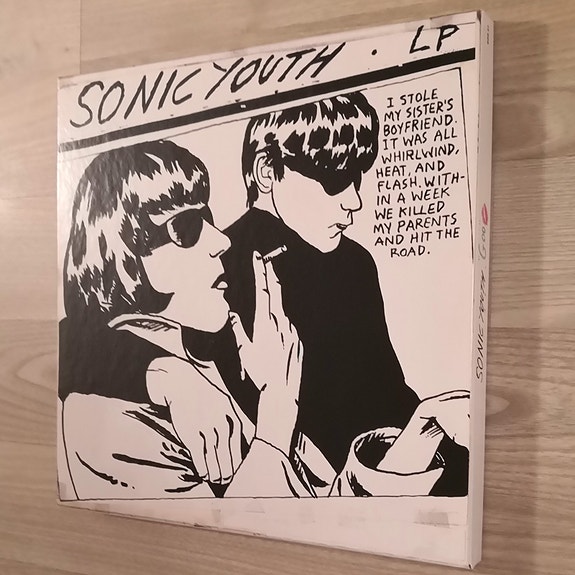 SONIC YOUTH • LP
I STOLE
MY SISTER'S
BOYFRIEND.
IT WAS ALL
WHIRLWIND,
HEAT, AND
FLASH. WITH-
IN A WEEK
WE KILLED
MY PARENTS
AND HIT THE
ROAD.
SONIC YOUTH Goo